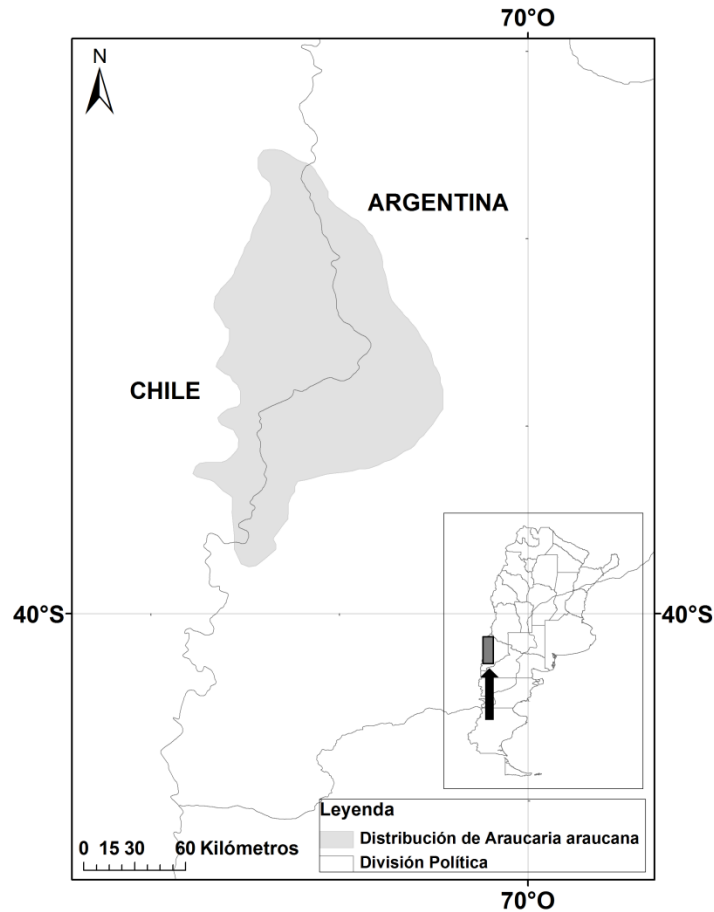 70°O
N
ARGENTINA
CHILE
40°S
40°S
Leyenda
Distribución de Araucaria araucana
División Política
0 15 30 60 Kilómetros
70°O